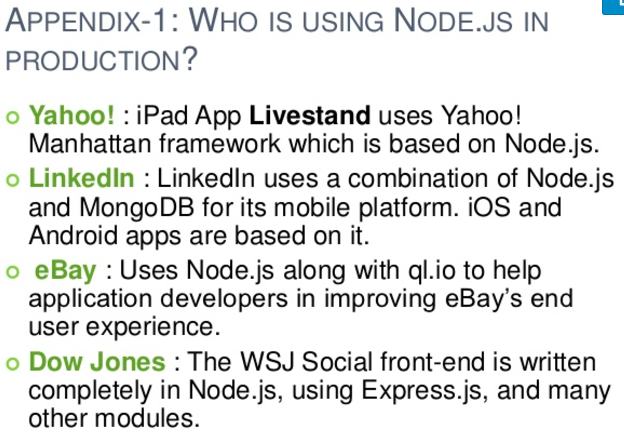 APPENDIX-1: WHO IS USING NODE.JS IN
PRODUCTION?
Yahoo! : iPad App Livestand uses Yahoo!
Manhattan framework which is based on Node.js.
LinkedIn : LinkedIn uses a combination of Node.js
and MongoDB for its mobile platform. iOS and
Android apps are based on it.
eBay : Uses Node.js along with ql.io to help
application developers in improving eBay's end
user experience.
Dow Jones : The WSJ Social front-end is written
completely in Node.js, using Express.js, and many
other modules.